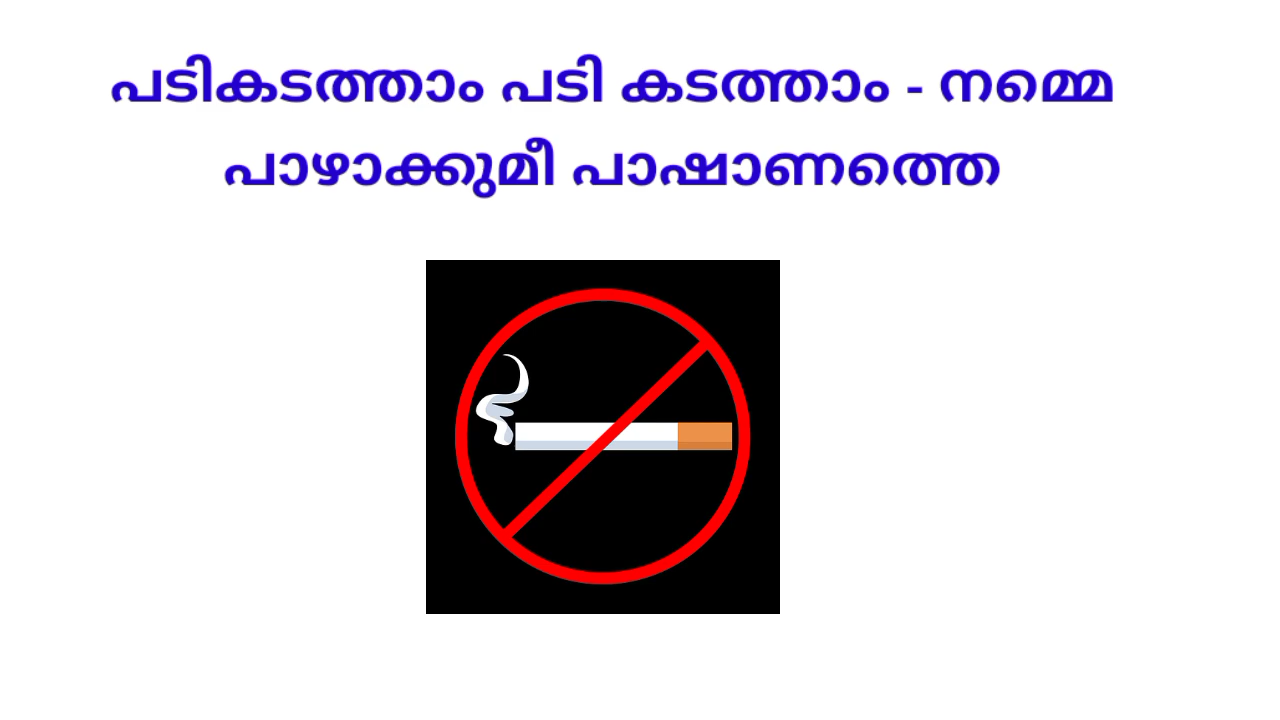 പടികടത്താം പടി കടത്താം - നമ്മെ
പാഴാക്കുമീ പാഷാണത്തെ